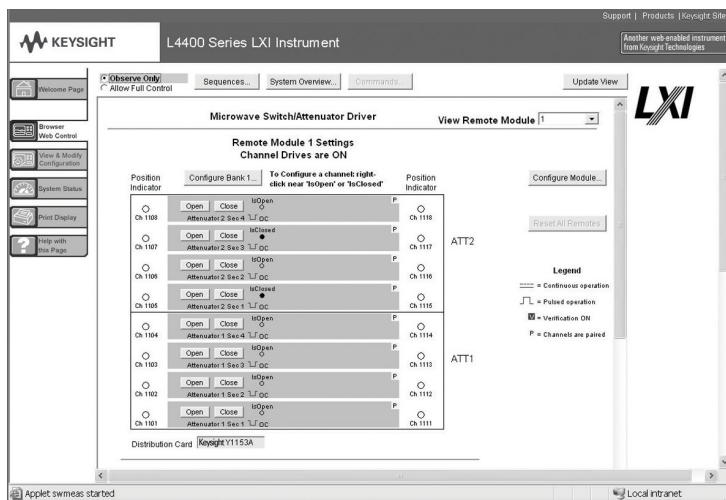 Support | Products | Keysight Site
KEYSIGHT
L4400 Series LXI Instrument
Another web-enabled instrument
from Keysight Technologies
Welcome Page
Browser
Web Control
View & Modify
Configuration
System Status
Print Display
Help with
this Page
Observe Only
Allow Full Control
Sequences...
System Overview...
Commands...
Update View
LXI
Microwave Switch/Attenuator Driver
View Remote Module 1
Remote Module 1 Settings
Channel Drives are ON
Position
Indicator
Configure Bank 1...
To Configure a channel: right-
click near 'IsOpen' or 'IsClosed'
Position
Indicator
Configure Module...
Reset All Remotes
Ch 1108 Open Close IsOpen P
Attenuator 2 Sec 4 OC Ch 1118
Ch 1107 Open Close IsClosed P
Attenuator 2 Sec 3 OC Ch 1117
ATT2
Ch 1106 Open Close IsOpen P
Attenuator 2 Sec 2 OC Ch 1116
Ch 1105 Open Close IsClosed P
Attenuator 2 Sec 1 OC Ch 1115
Ch 1104 Open Close IsOpen P
Attenuator 1 Sec 4 OC Ch 1114
Ch 1103 Open Close IsOpen P
Attenuator 1 Sec 3 OC Ch 1113
ATT1
Ch 1102 Open Close IsOpen P
Attenuator 1 Sec 2 OC Ch 1112
Ch 1101 Open Close IsOpen P
Attenuator 1 Sec 1 OC Ch 1111
Legend
= Continuous operation
= Pulsed operation
V = Verification ON
P = Channels are paired
Distribution Card Keysight Y1153A
Applet swmeas started
Local intranet